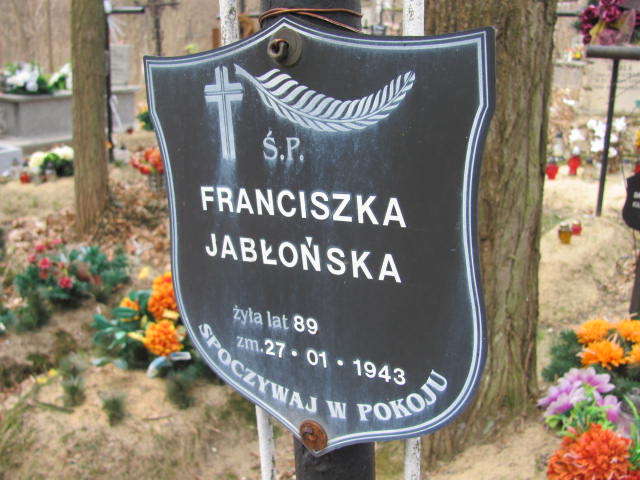 Ś.P.
FRANCISZKA
JABŁOŃSKA
żyła lat 89
zm. 27 · 01 · 1943
SPOCZYWAJ W POKOJU